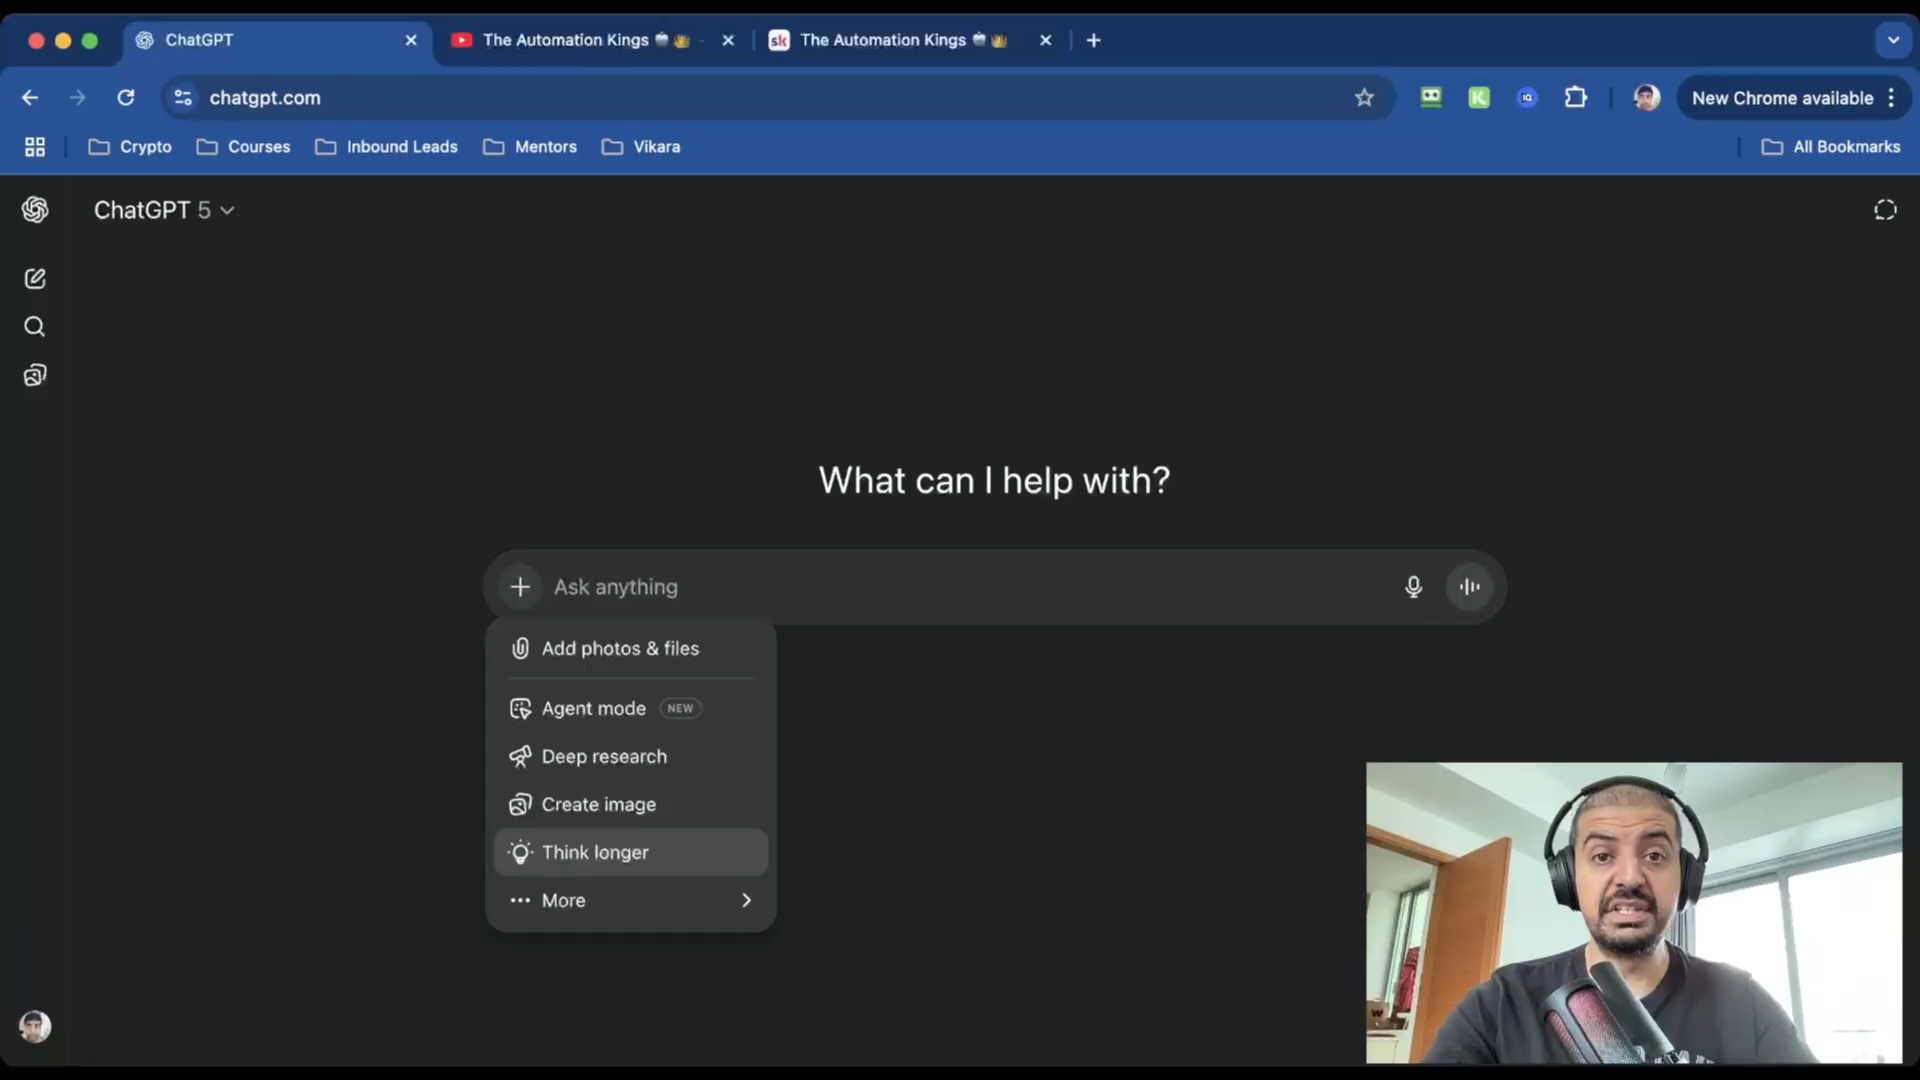 ChatGPT
The Automation Kings
sk The Automation Kings
chatgpt.com
New Chrome available
Crypto
Courses
Inbound Leads
Mentors
Vikara
All Bookmarks
ChatGPT 5
What can I help with?
Ask anything
Add photos & files
Agent mode NEW
Deep research
Create image
Think longer
More